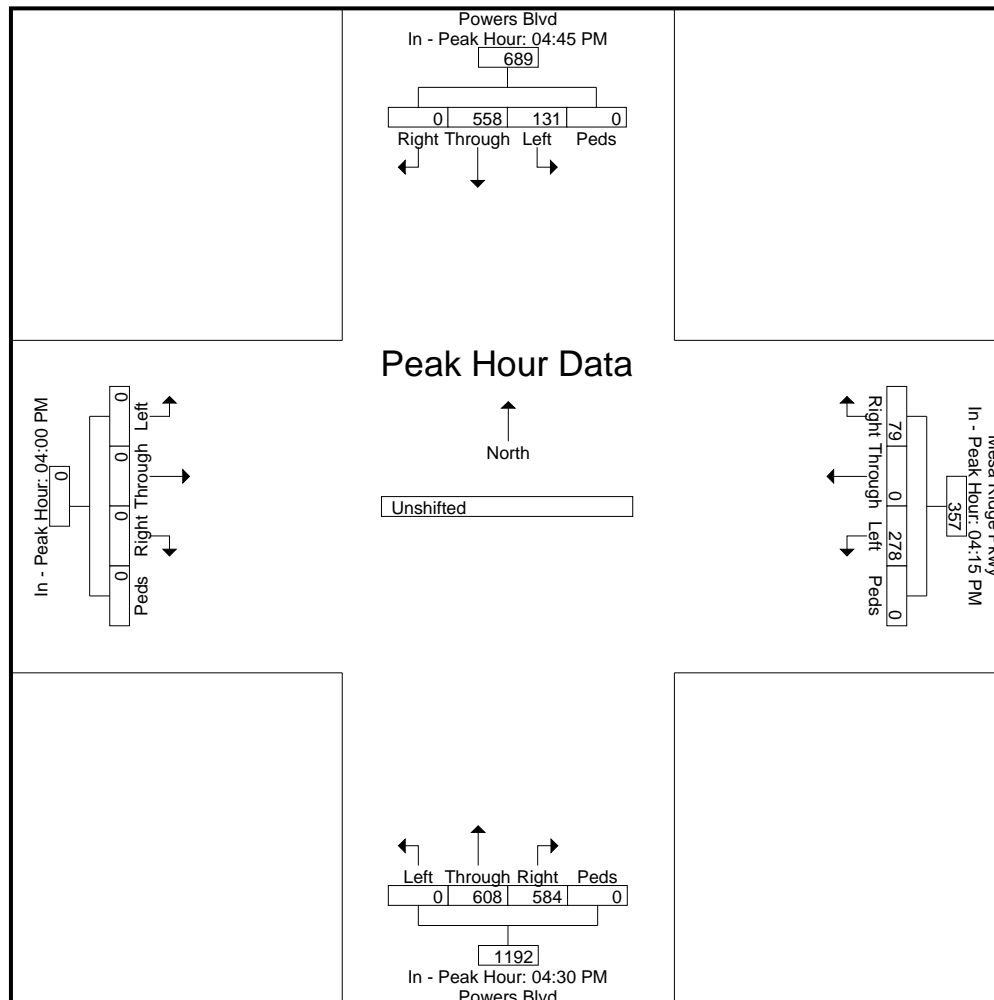 Powers Blvd
In - Peak Hour: 04:45 PM
689
0 558 131 0
Right Through Left Peds
Peak Hour Data
North
Unshifted
In - Peak Hour: 04:00 PM
0
0 0 0 0
Left Through Right Peds
Mesa Ridge Pkwy
In - Peak Hour: 04:15 PM
357
79 0 278 0
Right Through Left Peds
Left Through Right Peds
0 608 584 0
1192
In - Peak Hour: 04:30 PM
Powers Blvd